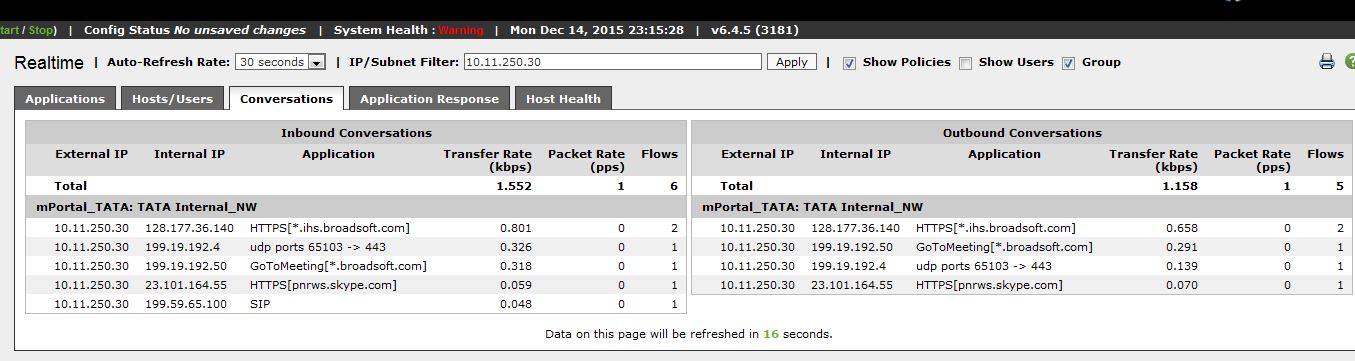 tart / Stop) | Config Status No unsaved changes | System Health : Warning | Mon Dec 14, 2015 23:15:28 | v6.4.5 (3181)
Realtime | Auto-Refresh Rate: 30 seconds | IP/Subnet Filter: 10.11.250.30 Apply | Show Policies Show Users Group
Applications Hosts/Users Conversations Application Response Host Health
Inbound Conversations
External IP Internal IP Application Transfer Rate (kbps) Packet Rate (pps) Flows
Total 1.552 1 6
mPortal_TATA: TATA Internal_NW
10.11.250.30 128.177.36.140 HTTPS[*.ihs.broadsoft.com] 0.801 0 2
10.11.250.30 199.19.192.4 udp ports 65103 -> 443 0.326 0 1
10.11.250.30 199.19.192.50 GoToMeeting[*.broadsoft.com] 0.318 0 1
10.11.250.30 23.101.164.55 HTTPS[pnrws.skype.com] 0.059 0 1
10.11.250.30 199.59.65.100 SIP 0.048 0 1
Outbound Conversations
External IP Internal IP Application Transfer Rate (kbps) Packet Rate (pps) Flows
Total 1.158 1 5
mPortal_TATA: TATA Internal_NW
10.11.250.30 128.177.36.140 HTTPS[*.ihs.broadsoft.com] 0.658 0 2
10.11.250.30 199.19.192.50 GoToMeeting[*.broadsoft.com] 0.291 0 1
10.11.250.30 199.19.192.4 udp ports 65103 -> 443 0.139 0 1
10.11.250.30 23.101.164.55 HTTPS[pnrws.skype.com] 0.070 0 1
Data on this page will be refreshed in 16 seconds.